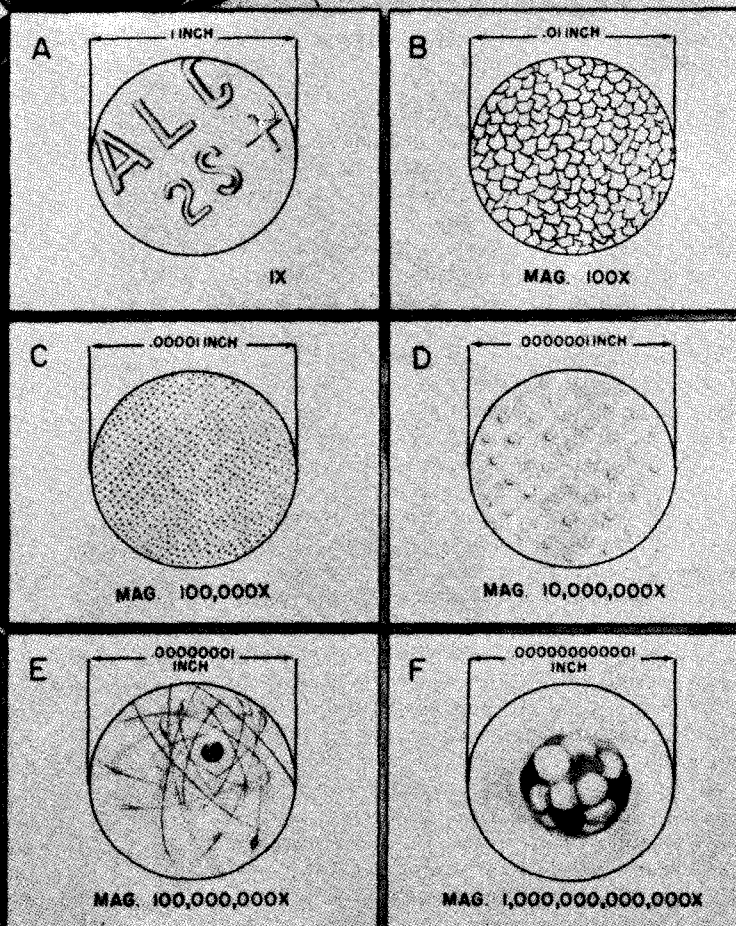 A
1 INCH
ALC
2S
1X
B
.01 INCH
MAG. 100X
C
.00001 INCH
MAG. 100,000X
D
0000001 INCH
MAG. 10,000,000X
E
.00000001
INCH
MAG. 100,000,000X
F
.000000000001
INCH
MAG. 1,000,000,000,000X